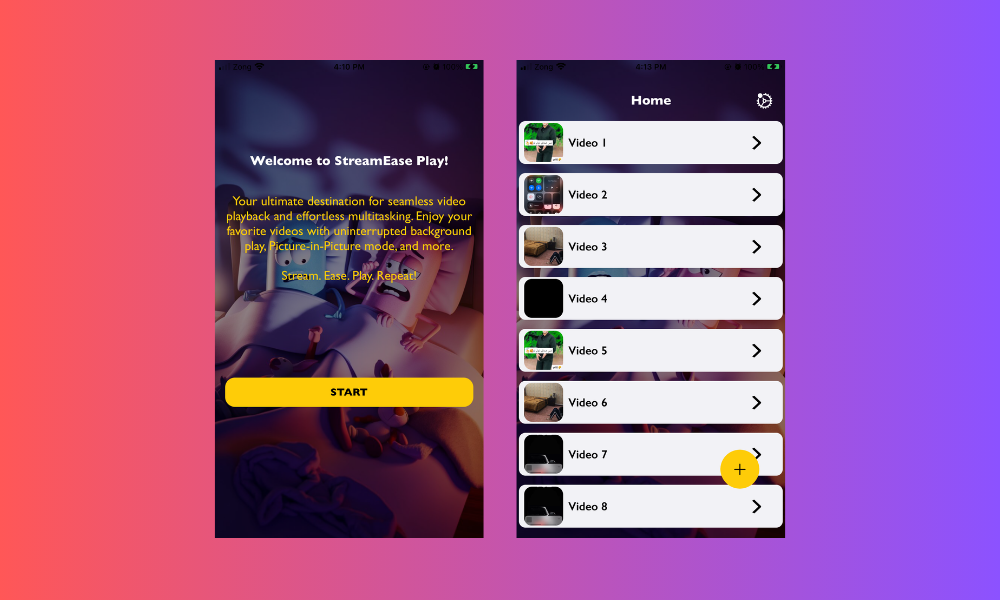 Zong 4:10 PM 100%
Welcome to StreamEase Play!
Your ultimate destination for seamless video
playback and effortless multitasking. Enjoy your
favorite videos with uninterrupted background
play, Picture-in-Picture mode, and more.
Stream. Ease. Play. Repeat!
START
Zong 4:13 PM 100%
Home
Video 1
Video 2
Video 3
Video 4
Video 5
Video 6
Video 7
+
Video 8